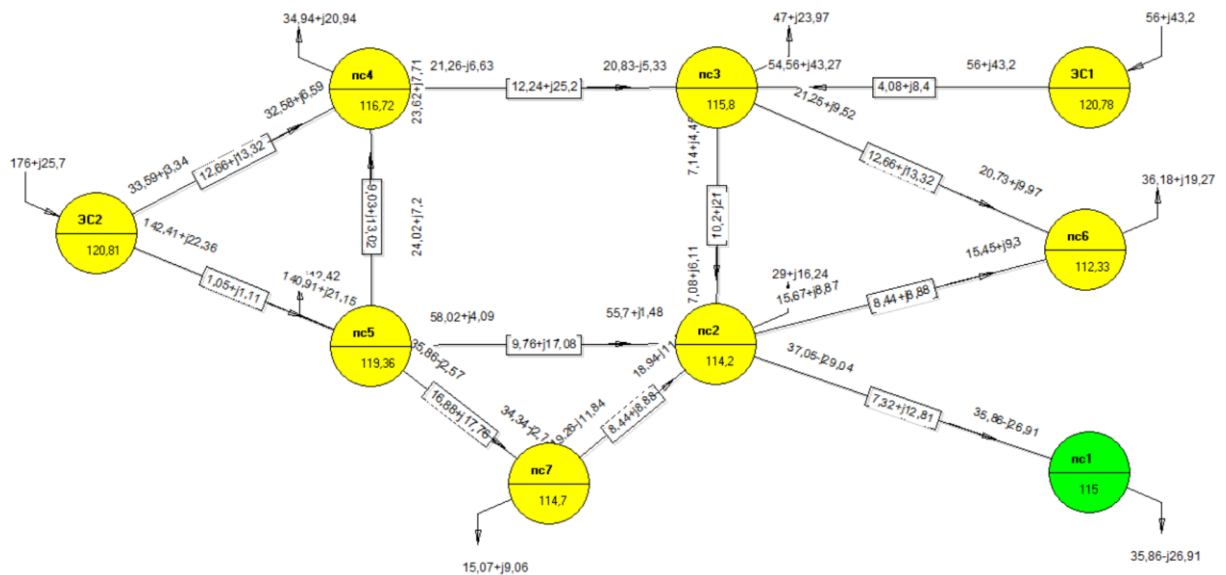 34,94+j20,94
47+j23,97
56+j43,2
пс4
116,72
21,26-j6,63
12,24+j25,2
20,83-j5,33
пс3
115,8
54,56+j43,27
56+j43,2
4,08+j8,4
ЭС1
120,78
32,58+j6,59
23,62+j7,71
12,66+j13,32
33,59+j3,34
176+j25,7
ЭС2
120,81
142,41+j22,36
1,05+j1,11
140,91+j21,15
9,03+j13,02
24,02+j7,2
21,25+j9,52
7,14+j4,4
12,66+j13,32
20,73+j9,97
36,18+j19,27
10,2+j21
7,08+j6,11
пс6
112,33
15,45+j9,3
29+j16,24
15,67+j8,87
8,44+j8,88
пс5
119,36
58,02+j4,09
9,76+j17,08
55,7+j1,48
пс2
114,2
35,86-j2,57
16,88+j17,76
34,34-j2,7
18,94-j11
8,44+j8,88
37,05-j29,04
7,32+j12,81
35,86-j26,91
пс7
114,7
пс1
115
15,07+j9,06
35,86-j26,91